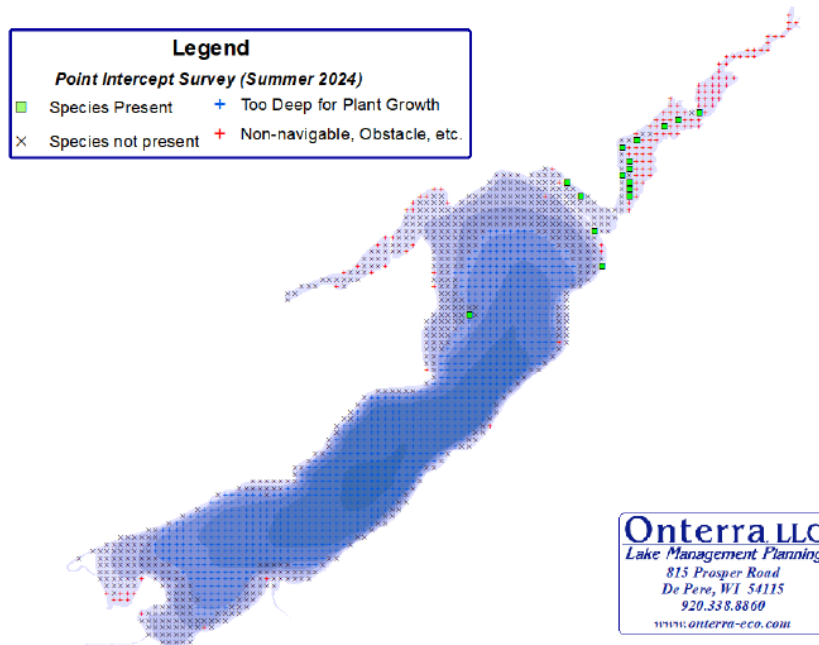 Legend
Point Intercept Survey (Summer 2024)
Species Present
Too Deep for Plant Growth
Species not present
Non-navigable, Obstacle, etc.
Onterra, LLC
Lake Management Planning
815 Prosper Road
De Pere, WI 54115
920.338.8860
www.onterra-eco.com